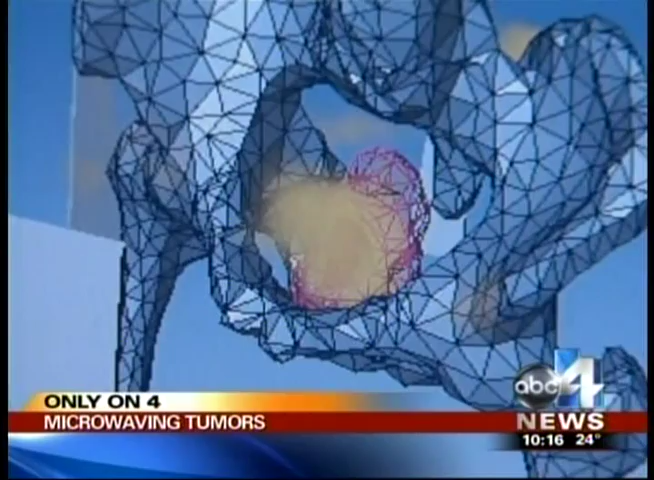 ONLY ON 4
MICROWAVING TUMORS
abc 4
NEWS
10:16 24°